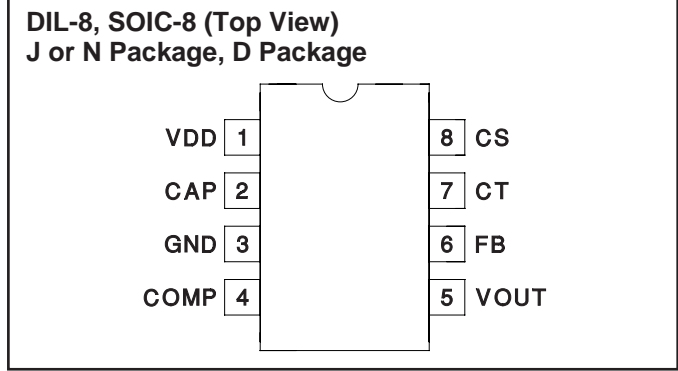 DIL-8, SOIC-8 (Top View)
J or N Package, D Package
VDD 1 8 CS
CAP 2 7 CT
GND 3 6 FB
COMP 4 5 VOUT